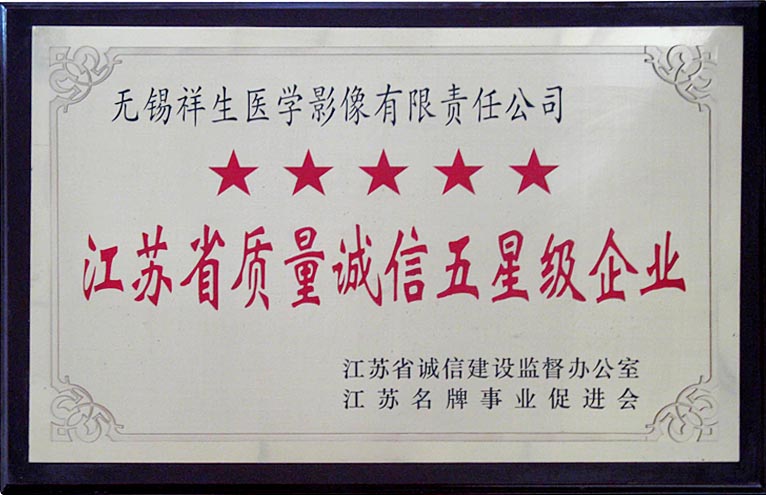 无锡祥生医学影像有限责任公司
★★★★★
江苏省质量诚信五星级企业
江苏省诚信建设监督办公室
江苏名牌事业促进会